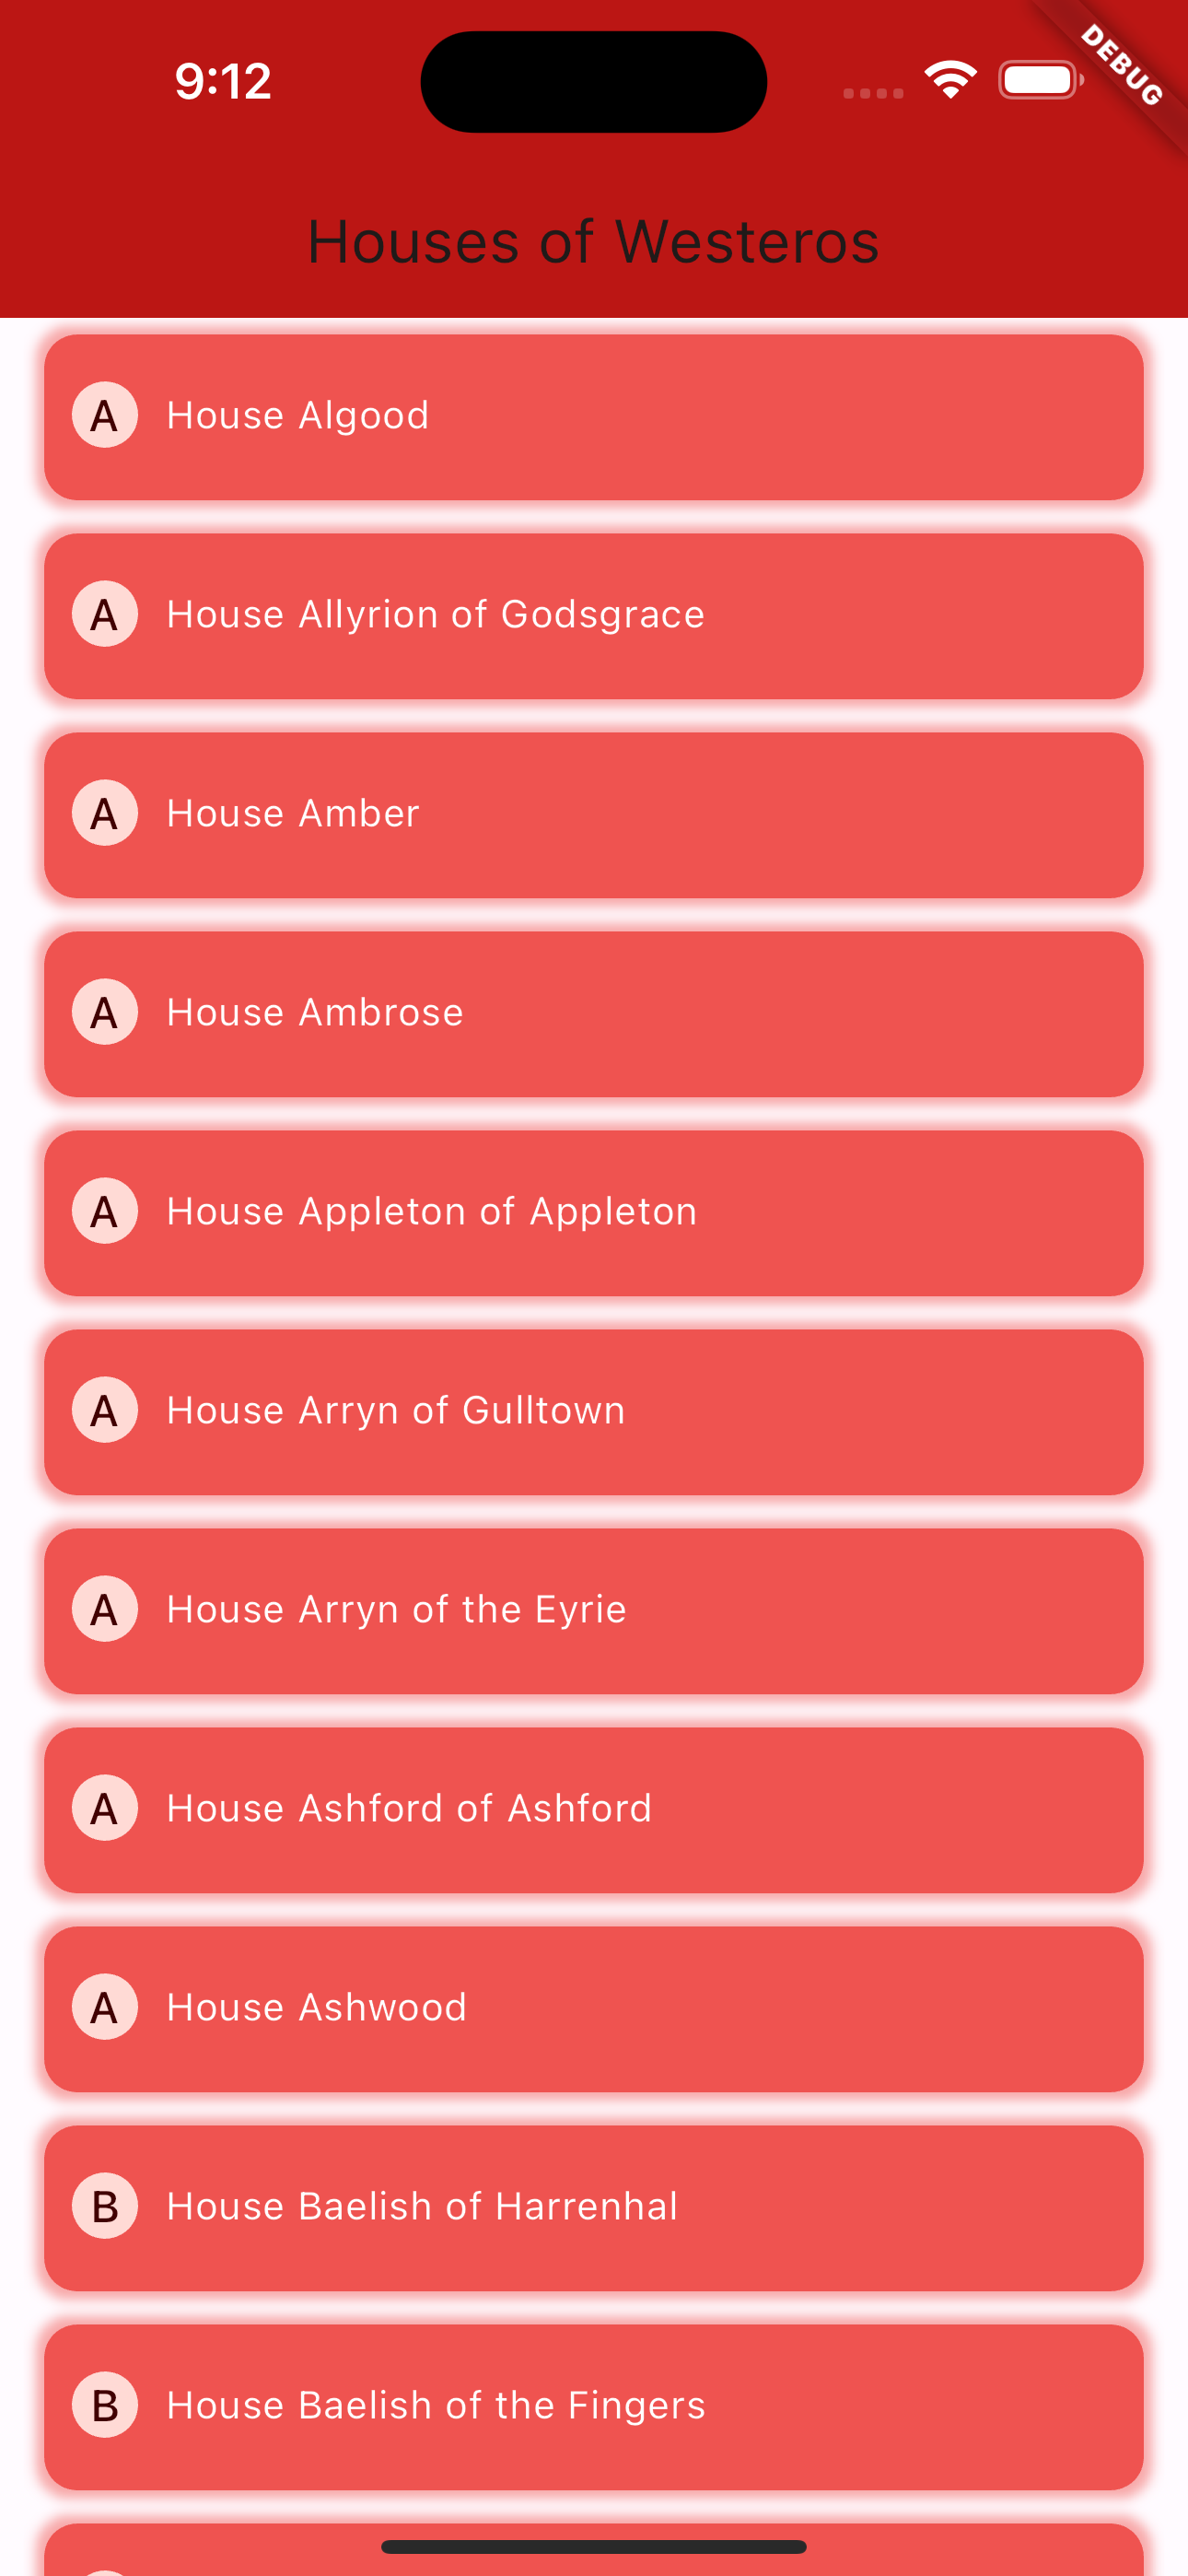 9:12
DEBUG
Houses of Westeros
A House Algood
A House Allyrion of Godsgrace
A House Amber
A House Ambrose
A House Appleton of Appleton
A House Arryn of Gulltown
A House Arryn of the Eyrie
A House Ashford of Ashford
A House Ashwood
B House Baelish of Harrenhal
B House Baelish of the Fingers